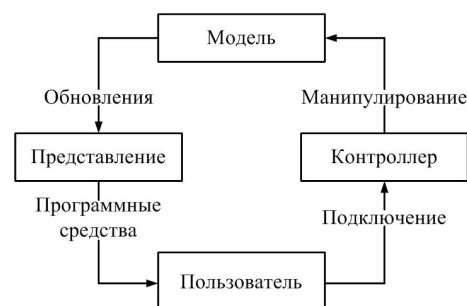 Модель
Обновления
Манипулирование
Представление
Контроллер
Программные
средства
Подключение
Пользователь